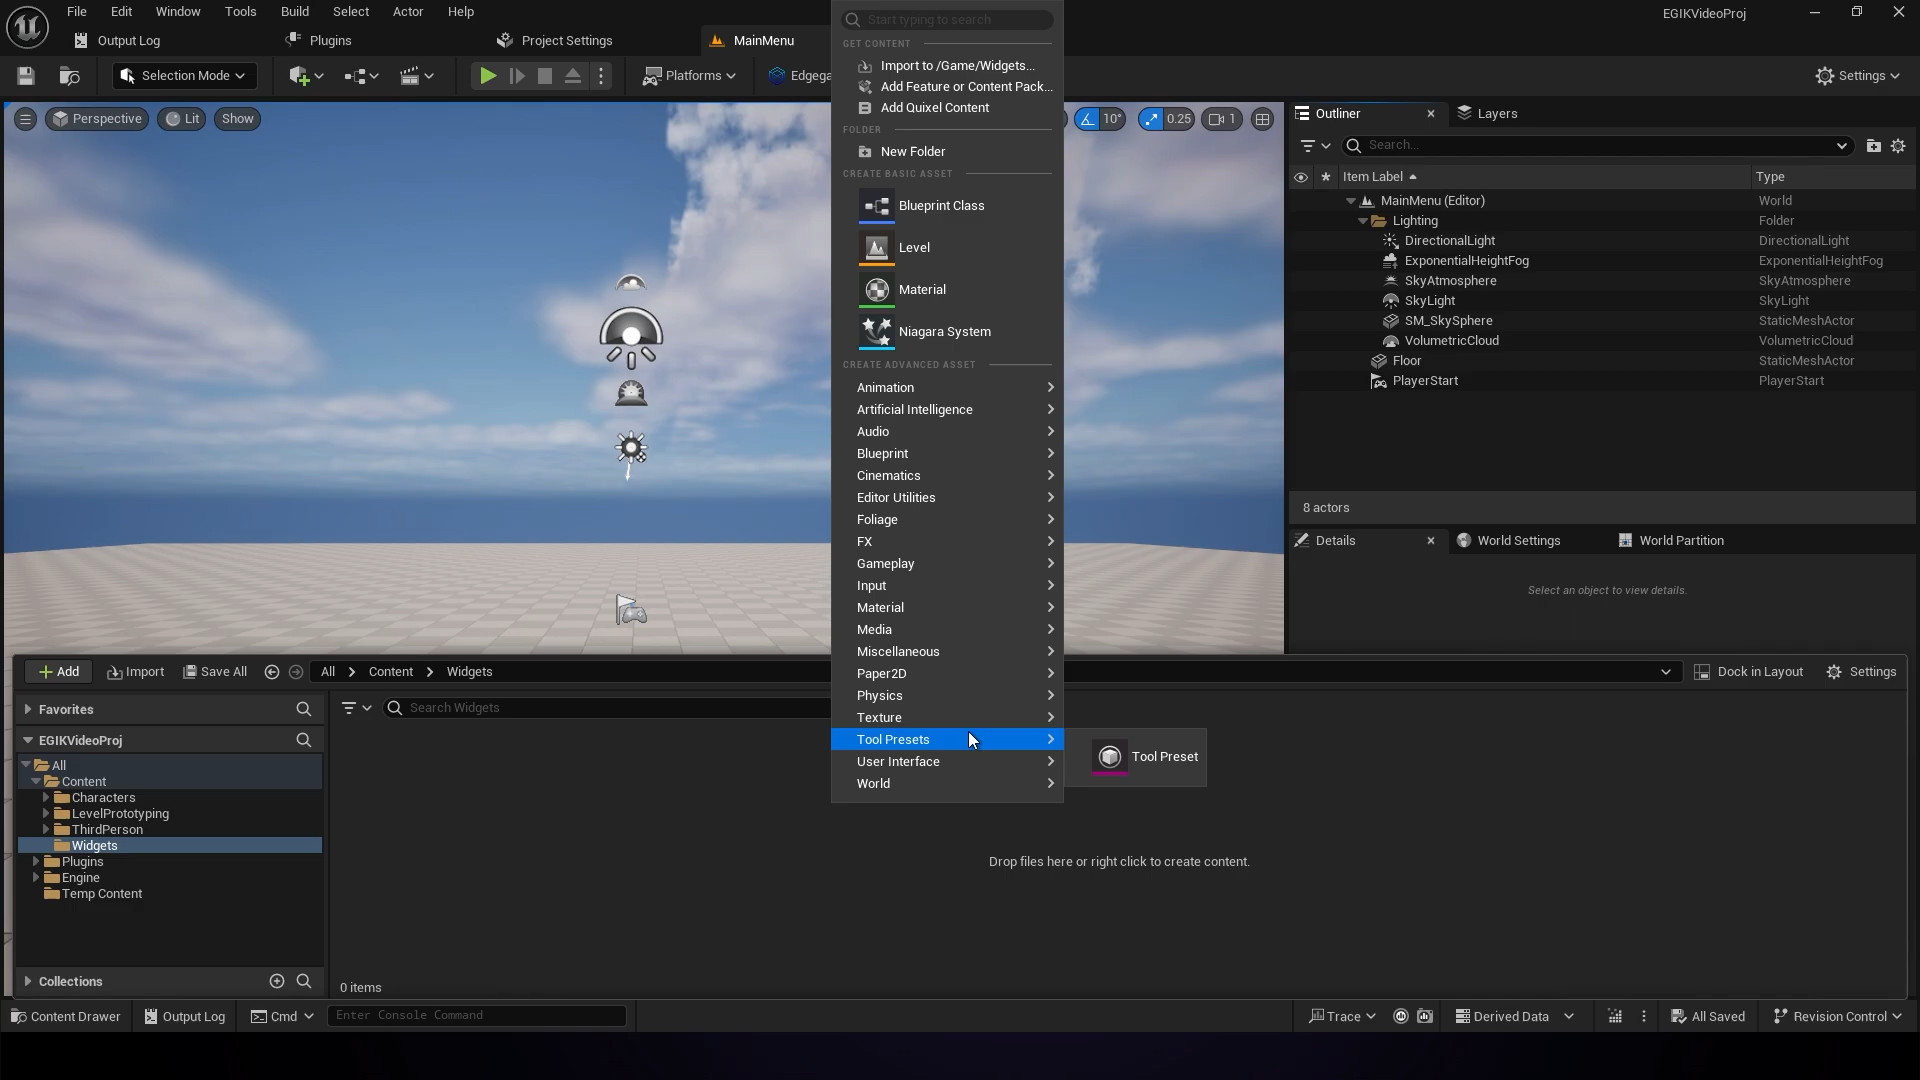 File Edit Window Tools Build Select Actor Help
EGIKVideoProj
Output Log
Plugins
Project Settings
MainMenu
Selection Mode
Platforms
Edgega
Settings
Perspective
Lit
Show
10°
0.25
1
Start typing to search
GET CONTENT
Import to /Game/Widgets...
Add Feature or Content Pack...
Add Quixel Content
FOLDER
New Folder
CREATE BASIC ASSET
Blueprint Class
Level
Material
Niagara System
CREATE ADVANCED ASSET
Animation
Artificial Intelligence
Audio
Blueprint
Cinematics
Editor Utilities
Foliage
FX
Gameplay
Input
Material
Media
Miscellaneous
Paper2D
Physics
Texture
Tool Presets
User Interface
World
Tool Preset
Outliner
Layers
Search...
Item Label Type
MainMenu (Editor) World
Lighting Folder
DirectionalLight DirectionalLight
ExponentialHeightFog ExponentialHeightFog
SkyAtmosphere SkyAtmosphere
SkyLight SkyLight
SM_SkySphere StaticMeshActor
VolumetricCloud VolumetricCloud
Floor StaticMeshActor
PlayerStart PlayerStart
8 actors
Details
World Settings
World Partition
Select an object to view details.
Add Import Save All All Content Widgets
Dock in Layout Settings
Favorites
Search Widgets
EGIKVideoProj
All
Content
Characters
LevelPrototyping
ThirdPerson
Widgets
Plugins
Engine
Temp Content
Collections
Drop files here or right click to create content.
0 items
Content Drawer Output Log Cmd Enter Console Command Trace Derived Data All Saved Revision Control